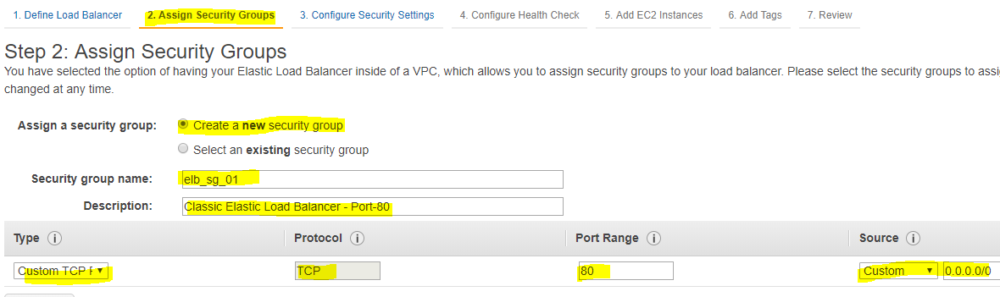 1. Define Load Balancer 2. Assign Security Groups 3. Configure Security Settings 4. Configure Health Check 5. Add EC2 Instances 6. Add Tags 7. Review
Step 2: Assign Security Groups
You have selected the option of having your Elastic Load Balancer inside of a VPC, which allows you to assign security groups to your load balancer. Please select the security groups to assi
changed at any time.
Assign a security group: Create a new security group
Select an existing security group
Security group name: elb_sg_01
Description: Classic Elastic Load Balancer - Port-80
Type i Protocol i Port Range i Source i
Custom TCP TCP 80 Custom 0.0.0.0/0